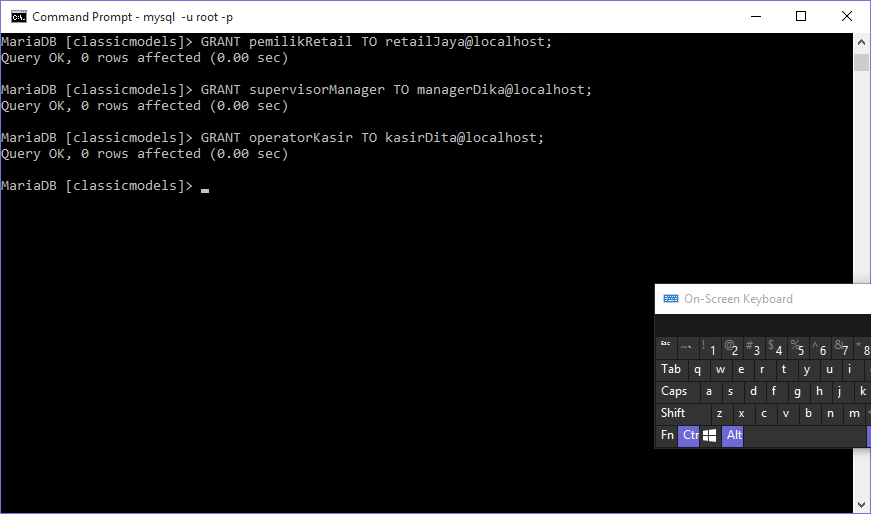 Command Prompt - mysql  -u root -p
MariaDB [classicmodels]> GRANT pemilikRetail TO retailJaya@localhost;
Query OK, 0 rows affected (0.00 sec)
MariaDB [classicmodels]> GRANT supervisorManager TO managerDika@localhost;
Query OK, 0 rows affected (0.00 sec)
MariaDB [classicmodels]> GRANT operatorKasir TO kasirDita@localhost;
Query OK, 0 rows affected (0.00 sec)
MariaDB [classicmodels]>
On-Screen Keyboard
Esc ~ ` ! 1 @ 2 # 3 $ 4 % 5 ^ 6 & 7 * 8
Tab q w e r t y u i
Caps a s d f g h j k
Shift z x c v b n m
Fn Ctr Alt